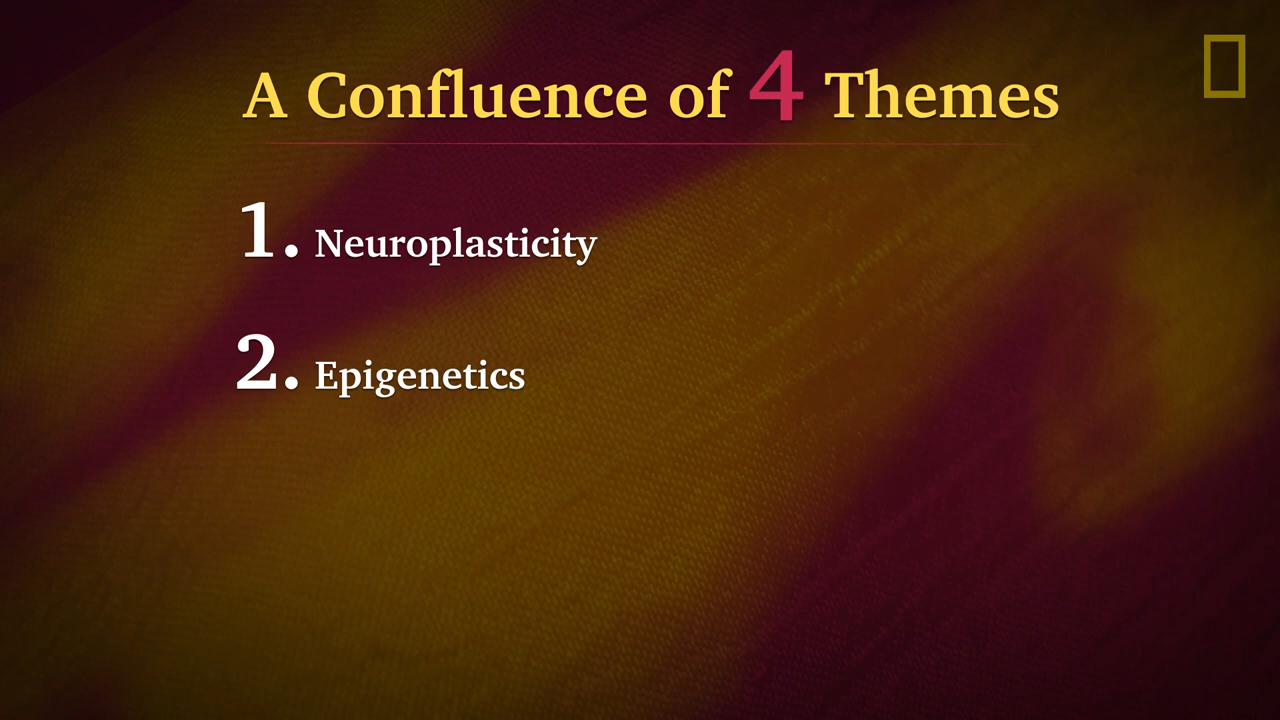 A Confluence of 4 Themes
1. Neuroplasticity
2. Epigenetics